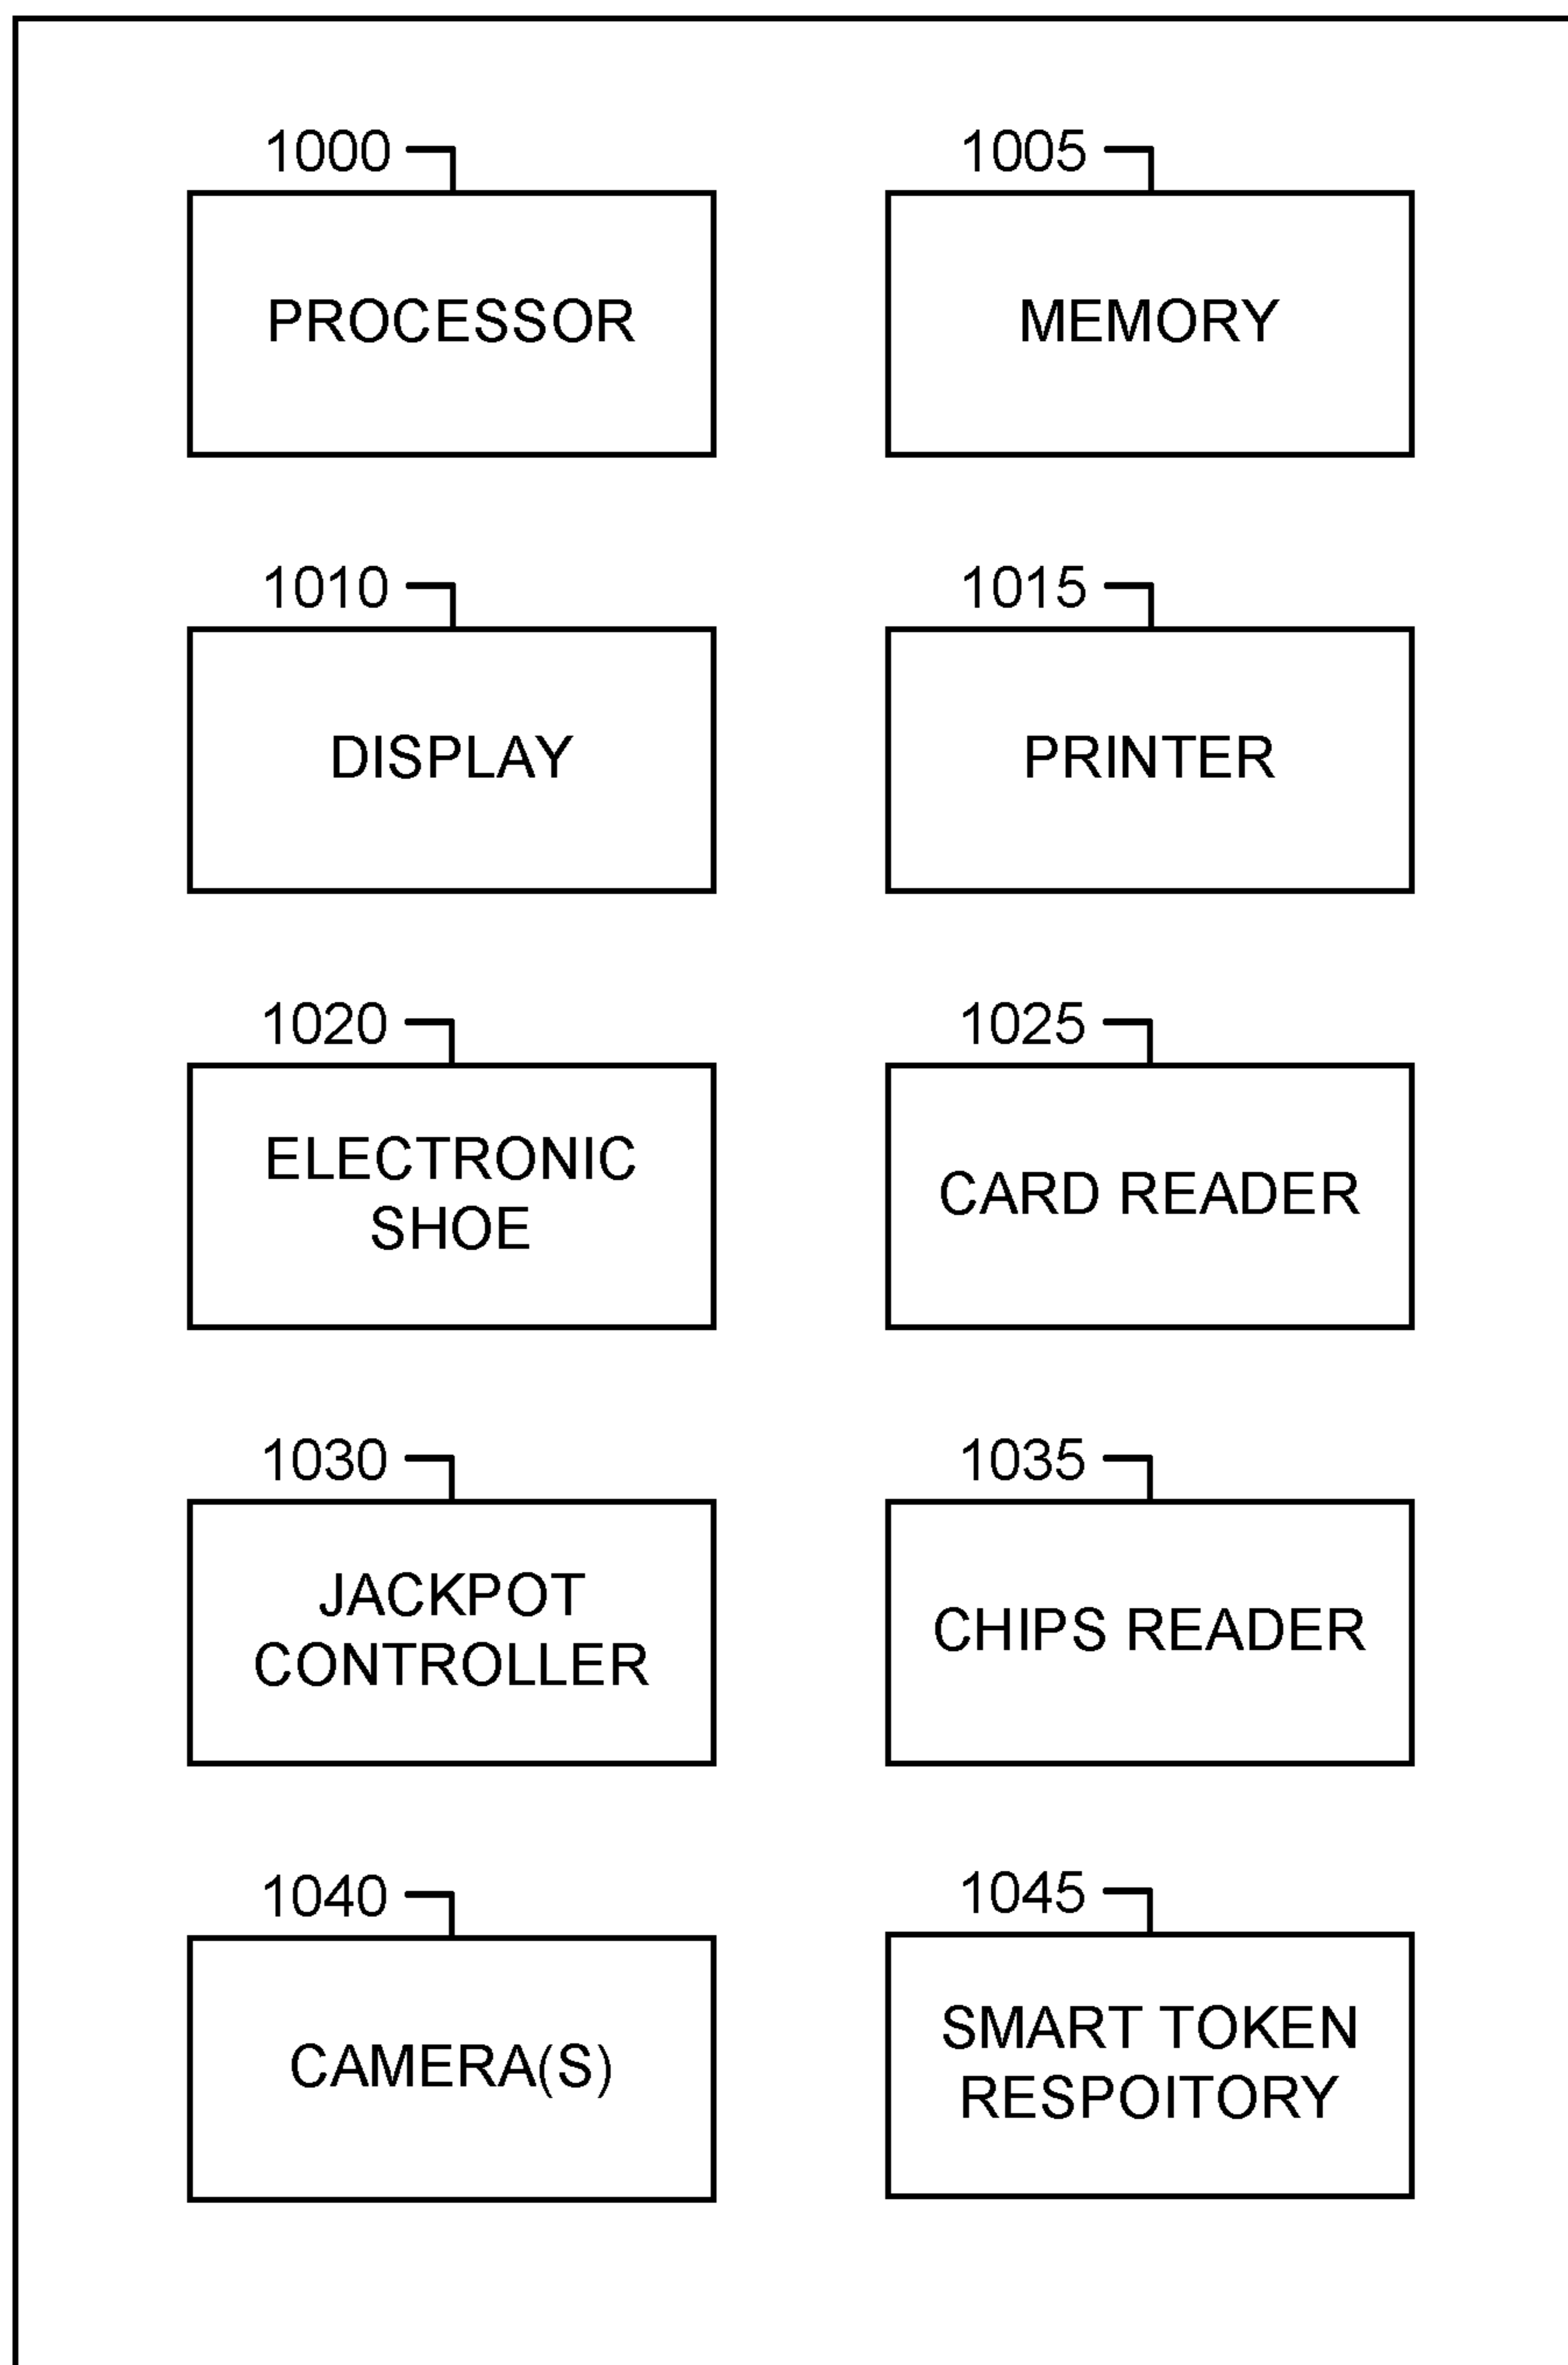 1000
PROCESSOR
1005
MEMORY
1010
DISPLAY
1015
PRINTER
1020
ELECTRONIC
SHOE
1025
CARD READER
1030
JACKPOT
CONTROLLER
1035
CHIPS READER
1040
CAMERA(S)
1045
SMART TOKEN
RESPOITORY